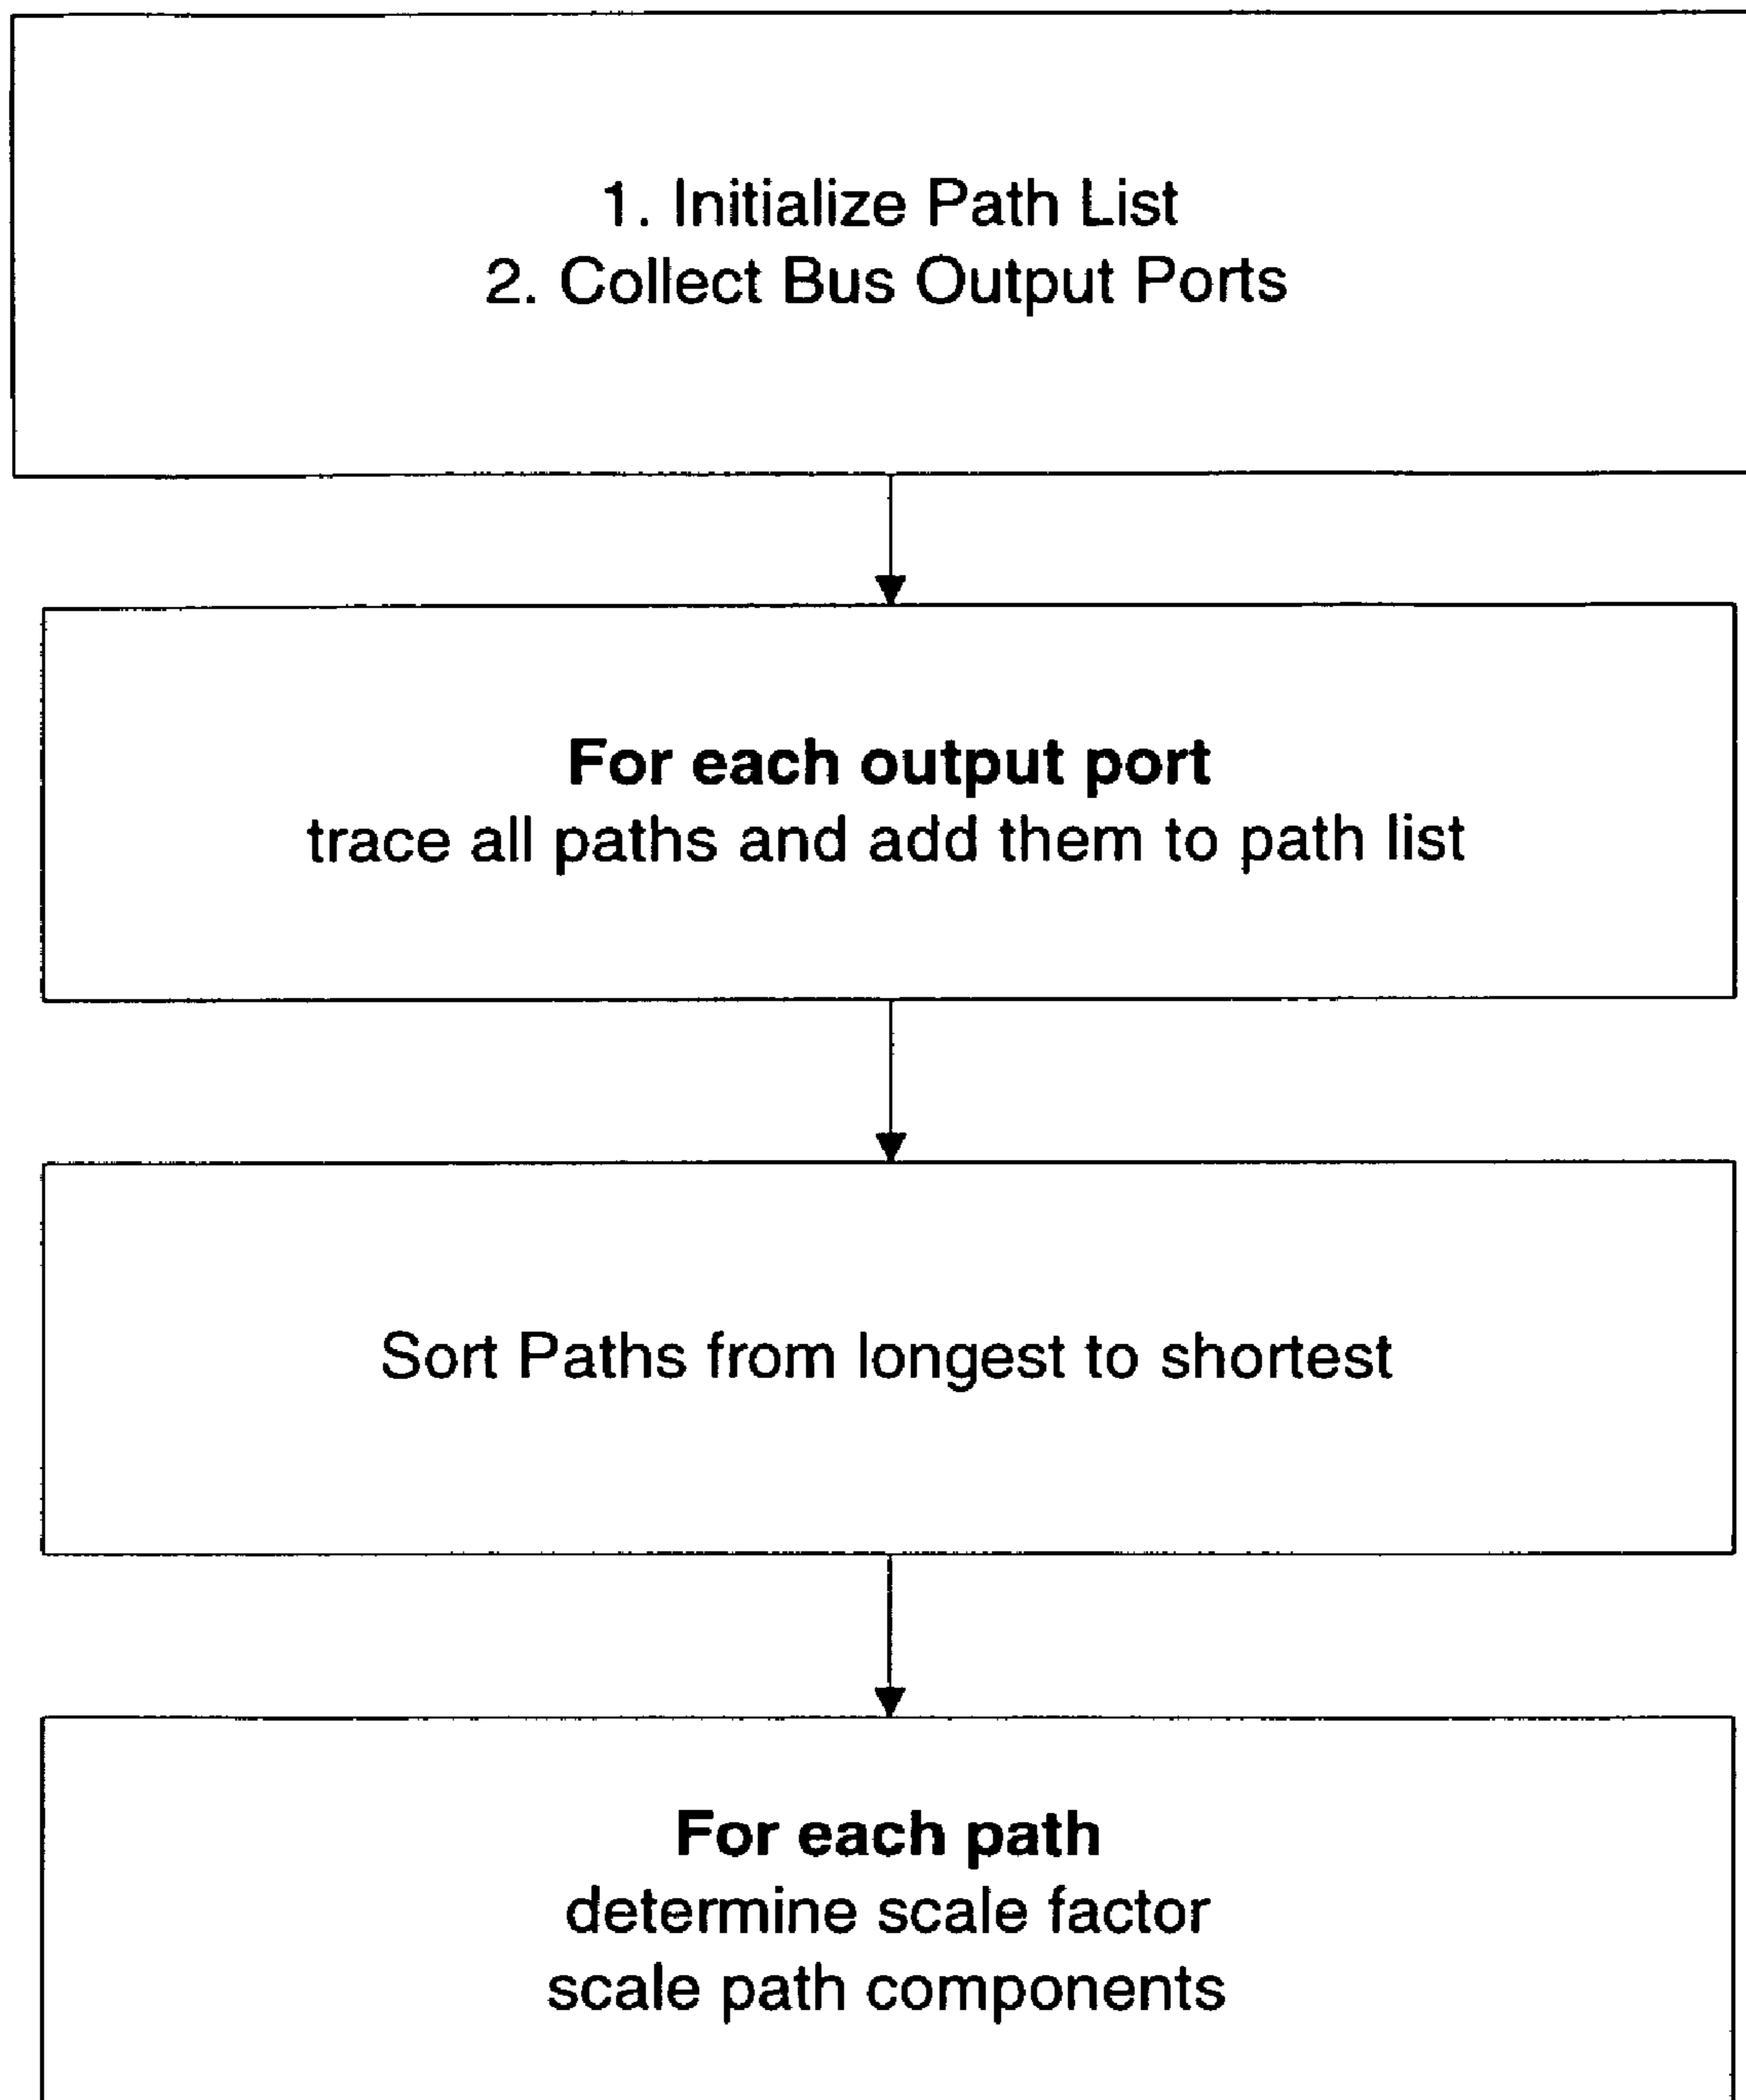 1. Initialize Path List
2. Collect Bus Output Ports
For each output port
trace all paths and add them to path list
Sort Paths from longest to shortest
For each path
determine scale factor
scale path components